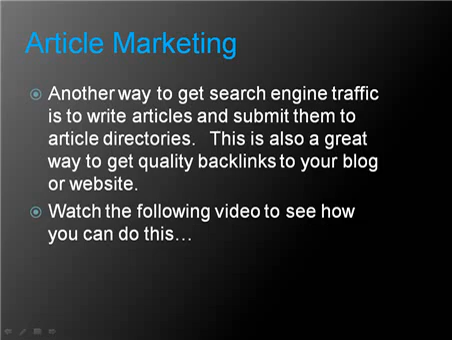 Article Marketing
Another way to get search engine traffic
is to write articles and submit them to
article directories.   This is also a great
way to get quality backlinks to your blog
or website.
Watch the following video to see how
you can do this…